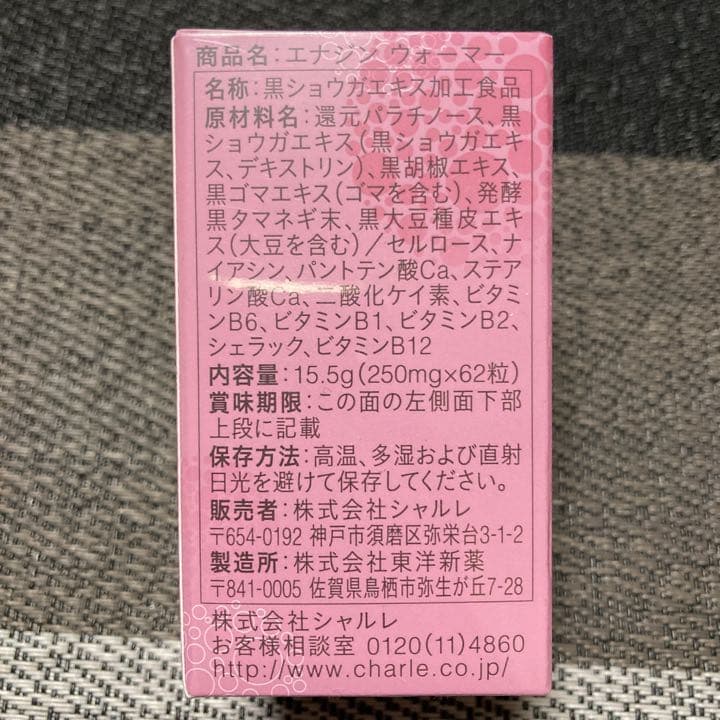 商品名：エナジン ウォーマー
名称：黒ショウガエキス加工食品
原材料名：還元パラチノース、黒
ショウガエキス(黒ショウガエキ
ス、デキストリン)、黒胡椒エキス、
黒ゴマエキス(ゴマを含む)、発酵
黒タマネギ末、黒大豆種皮エキ
ス(大豆を含む)／セルロース、ナ
イアシン、パントテン酸Ca、ステア
リン酸Ca、二酸化ケイ素、ビタミ
ンB6、ビタミンB1、ビタミンB2、
シェラック、ビタミンB12
内容量：15.5g(250mg×62粒)
賞味期限：この面の左側面下部
上段に記載
保存方法：高温、多湿および直射
日光を避けて保存してください。
販売者：株式会社シャルレ
〒654-0192 神戸市須磨区弥栄台3-1-2
製造所：株式会社東洋新薬
〒841-0005 佐賀県鳥栖市弥生が丘7-28
株式会社シャルレ
お客様相談室 0120(11)4860
http://www.charle.co.jp/